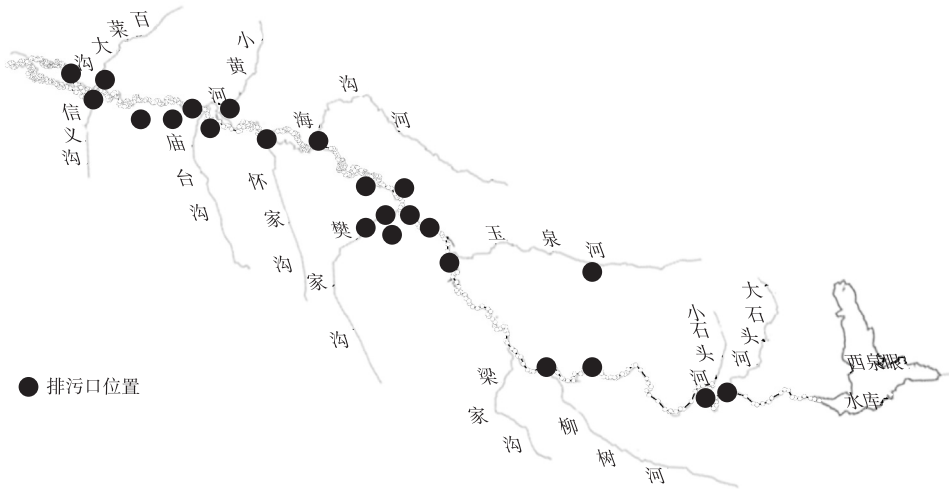 百菜大沟
信义沟
小黄河
庙台沟
海沟河
怀家沟
樊家沟
玉泉河
大石头河
小石头河
西泉眼
水库
梁家沟
柳树河
排污口位置